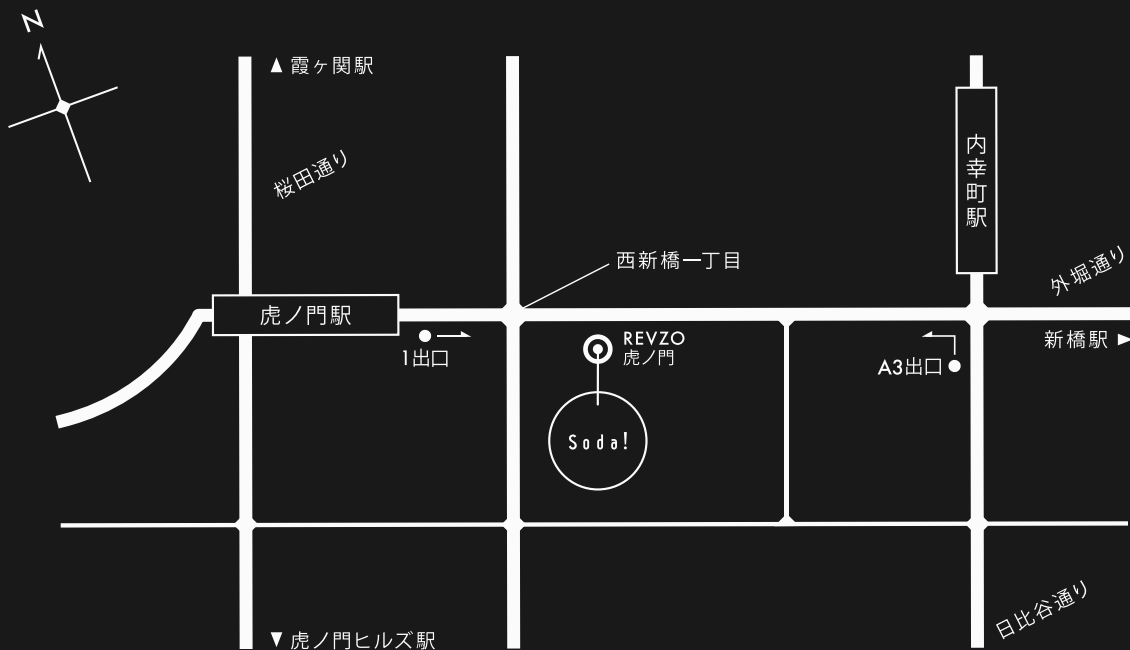 N
▲ 霞ヶ関駅
桜田通り
内幸町駅
西新橋一丁目
外堀通り
虎ノ門駅
1出口
REVZO
虎ノ門
新橋駅 ▶
A3出口
Soda!
日比谷通り
▼ 虎ノ門ヒルズ駅